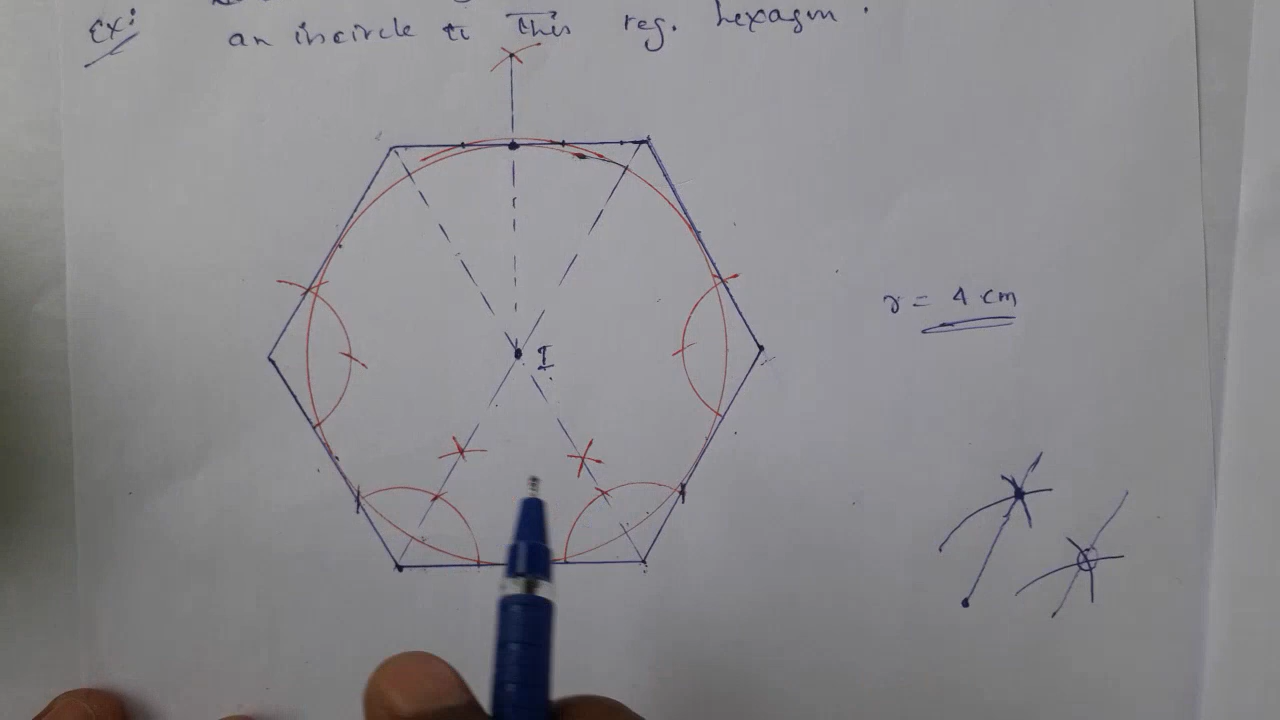 Ex:
an incircle to this reg. hexagon.
I
r = 4 cm